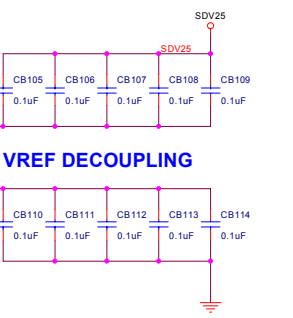 SDV25
SDV25
CB105 CB106 CB107 CB108 CB109
0.1uF 0.1uF 0.1uF 0.1uF 0.1uF
VREF DECOUPLING
CB110 CB111 CB112 CB113 CB114
0.1uF 0.1uF 0.1uF 0.1uF 0.1uF